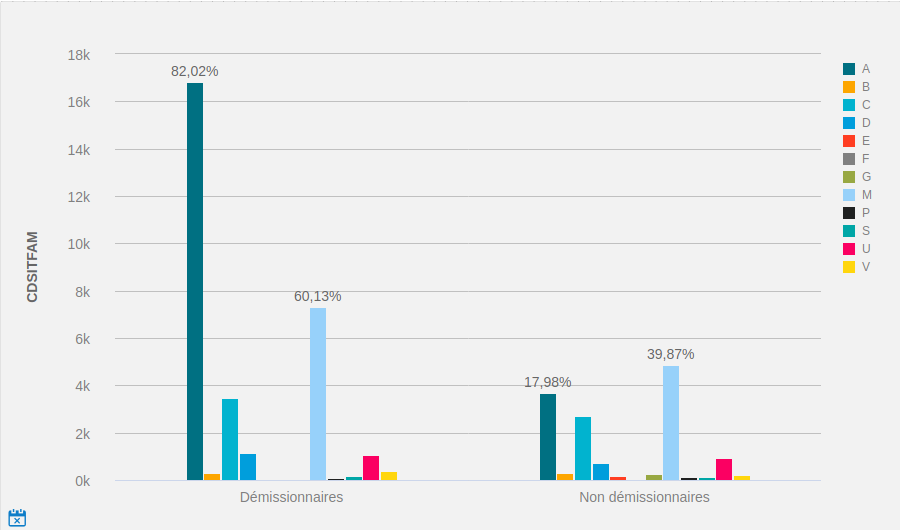 CDSITFAM
18k
16k
14k
12k
10k
8k
6k
4k
2k
0k
82,02%
60,13%
17,98%
39,87%
Démissionnaires
Non démissionnaires
A
B
C
D
E
F
G
M
P
S
U
V